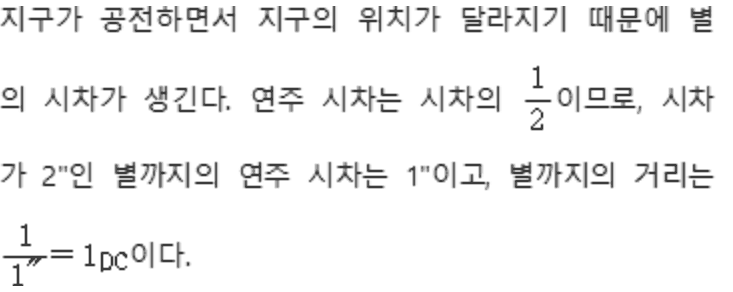 지구가 공전하면서 지구의 위치가 달라지기 때문에 별
의 시차가 생긴다. 연주 시차는 시차의 1/2이므로, 시차
가 2"인 별까지의 연주 시차는 1"이고, 별까지의 거리는
1/1″=1pc이다.